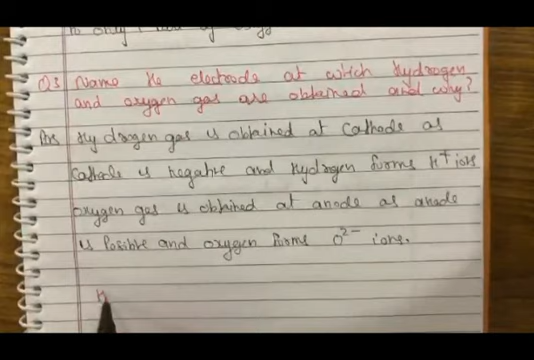 Q3 Name the electrode at which Hydrogen
and oxygen gas are obtained and why?
Ans Hydrogen gas is obtained at Cathode as
Cathode is negative and Hydrogen forms H+ ions
oxygen gas is obtained at anode as anode
is Positive and oxygen forms O2- ions.